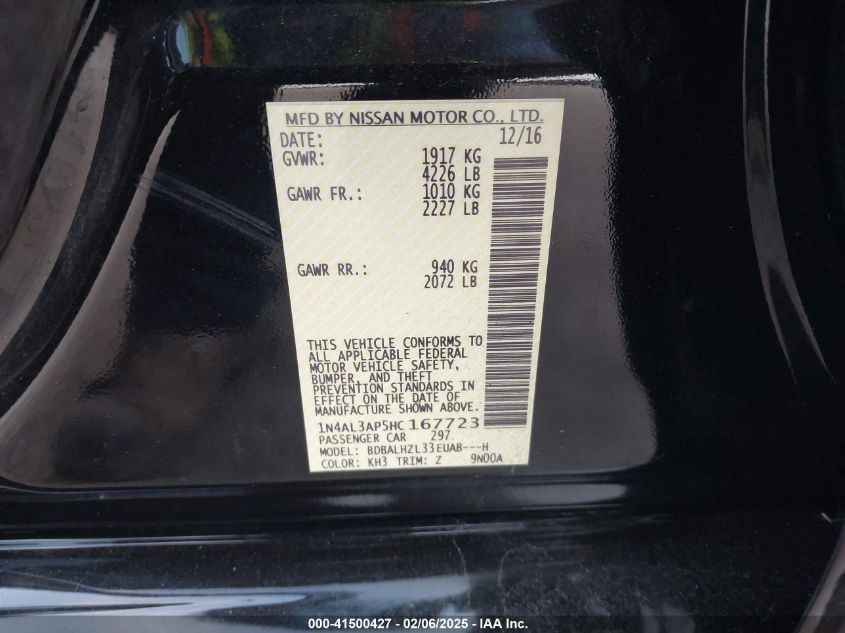 MFD BY NISSAN MOTOR CO., LTD.
DATE: 12/16
GVWR: 1917 KG
4226 LB
GAWR FR.: 1010 KG
2227 LB
GAWR RR.: 940 KG
2072 LB
THIS VEHICLE CONFORMS TO
ALL APPLICABLE FEDERAL
MOTOR VEHICLE SAFETY,
BUMPER, AND THEFT
PREVENTION STANDARDS IN
EFFECT ON THE DATE OF
MANUFACTURE SHOWN ABOVE.
1N4AL3AP5HC167723
PASSENGER CAR 297
MODEL: BDBALHZL33EUAB---H
COLOR: KH3 TRIM: Z 9N00A
000-41500427 - 02/06/2025 - IAA Inc.